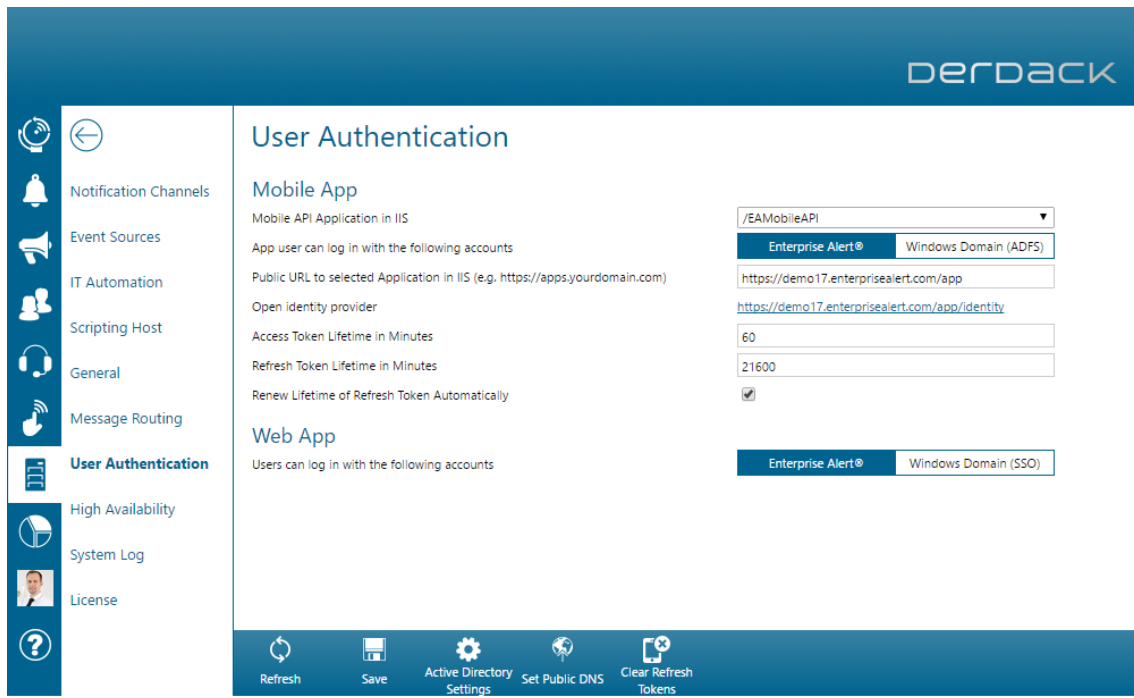 DERDACK
User Authentication
Notification Channels
Event Sources
IT Automation
Scripting Host
General
Message Routing
User Authentication
High Availability
System Log
License
Mobile App
Mobile API Application in IIS
/EAMobileAPI
App user can log in with the following accounts
Enterprise Alert® Windows Domain (ADFS)
Public URL to selected Application in IIS (e.g. https://apps.yourdomain.com)
https://demo17.enterprisealert.com/app
Open identity provider
https://demo17.enterprisealert.com/app/identity
Access Token Lifetime in Minutes
60
Refresh Token Lifetime in Minutes
21600
Renew Lifetime of Refresh Token Automatically
Web App
Users can log in with the following accounts
Enterprise Alert® Windows Domain (SSO)
Refresh
Save
Active Directory
Settings
Set Public DNS
Clear Refresh
Tokens